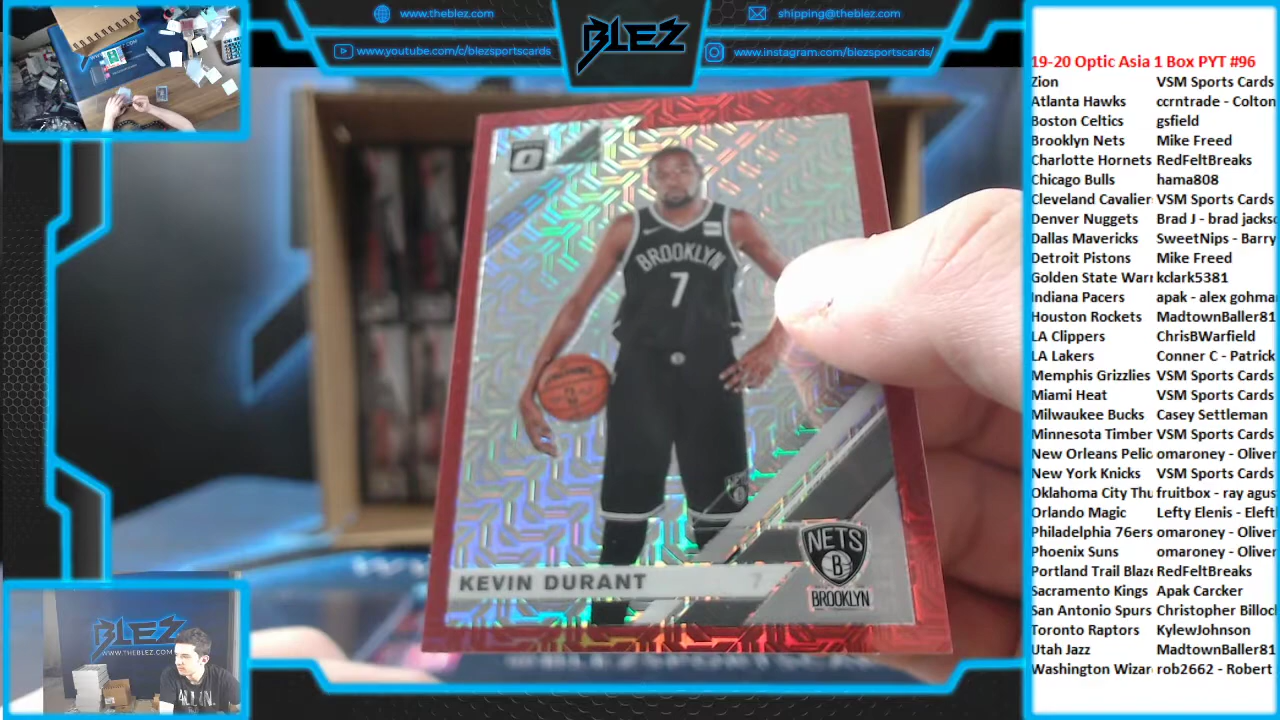 www.theblez.com
www.youtube.com/c/blezsportscards
BLEZ
shipping@theblez.com
www.instagram.com/blezsportscards/
BROOKLYN
7
KEVIN DURANT
7
NETS
B
BROOKLYN
BLEZ
WWW.THEBLEZ.COM
19-20 Optic Asia 1 Box PYT #96
Zion VSM Sports Cards
Atlanta Hawks ccrntrade - Colton
Boston Celtics gsfield
Brooklyn Nets Mike Freed
Charlotte Hornets RedFeltBreaks
Chicago Bulls hama808
Cleveland Cavalier VSM Sports Cards
Denver Nuggets Brad J - brad jackso
Dallas Mavericks SweetNips - Barry
Detroit Pistons Mike Freed
Golden State Warr kclark5381
Indiana Pacers apak - alex gohma
Houston Rockets MadtownBaller81
LA Clippers ChrisBWarfield
LA Lakers Conner C - Patrick
Memphis Grizzlies VSM Sports Cards
Miami Heat VSM Sports Cards
Milwaukee Bucks Casey Settleman
Minnesota Timber VSM Sports Cards
New Orleans Pelic omaroney - Oliver
New York Knicks VSM Sports Cards
Oklahoma City Thu fruitbox - ray agus
Orlando Magic Lefty Elenis - Eleft
Philadelphia 76ers omaroney - Oliver
Phoenix Suns omaroney - Oliver
Portland Trail Blaze RedFeltBreaks
Sacramento Kings Apak Carcker
San Antonio Spurs Christopher Billoc
Toronto Raptors KylewJohnson
Utah Jazz MadtownBaller81
Washington Wizar rob2662 - Robert